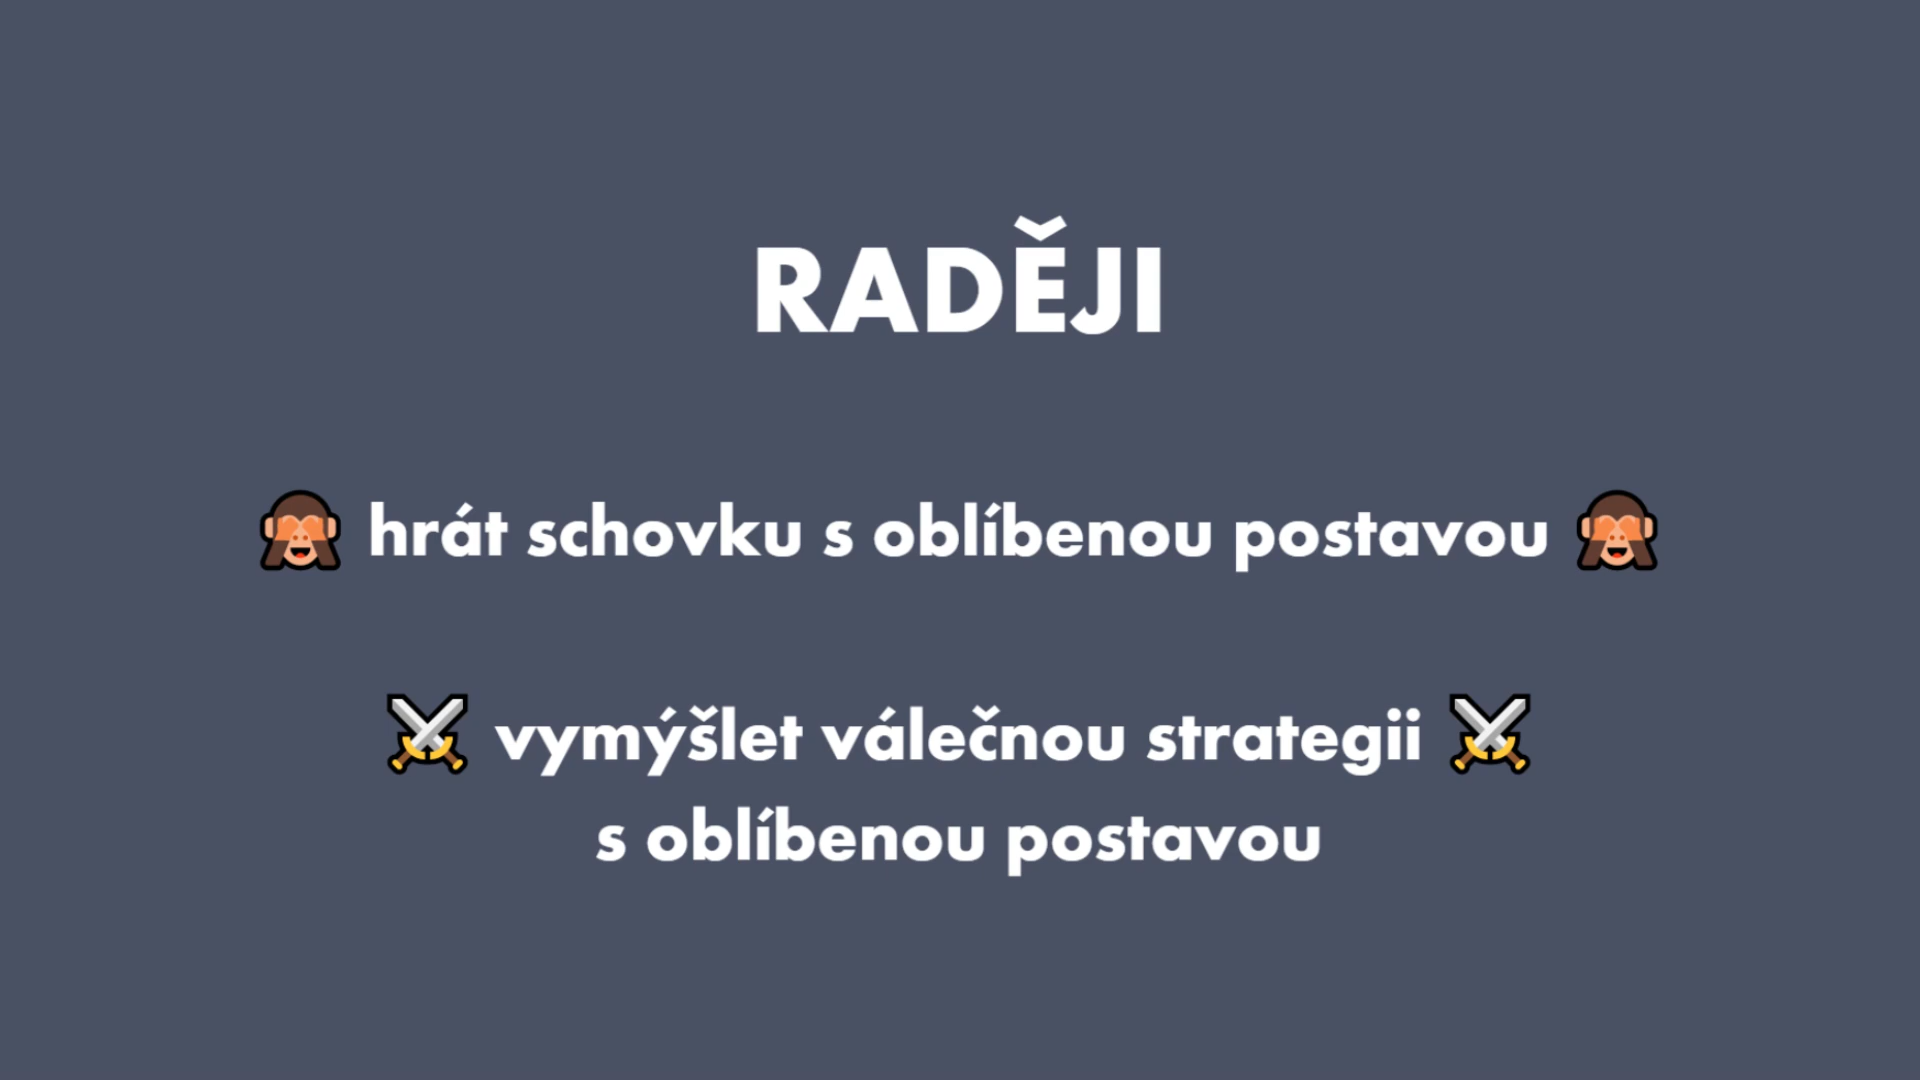 RADĚJI
🙈 hrát schovku s oblíbenou postavou 🙈
⚔️ vymýšlet válečnou strategii ⚔️
s oblíbenou postavou